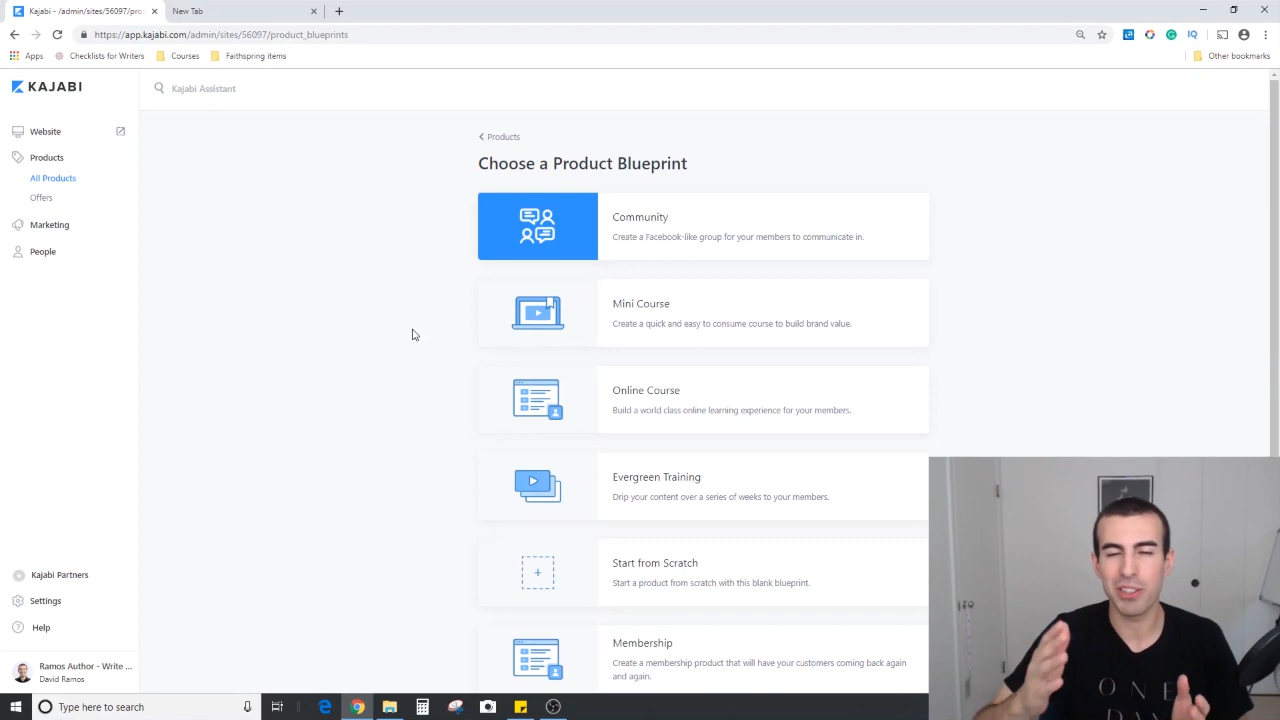 Kajabi - /admin/sites/56097/prod
New Tab
https://app.kajabi.com/admin/sites/56097/product_blueprints
Apps
Checklists for Writers
Courses
Faithspring items
IQ
Other bookmarks
KAJABI
Kajabi Assistant
Website
Products
All Products
Offers
Marketing
People
Products
Choose a Product Blueprint
Community
Create a Facebook-like group for your members to communicate in.
Mini Course
Create a quick and easy to consume course to build brand value.
Online Course
Build a world class online learning experience for your members.
Evergreen Training
Drip your content over a series of weeks to your members.
Start from Scratch
Start a product from scratch with this blank blueprint.
Membership
Create a membership product that will have your customers coming back again
and again.
Kajabi Partners
Settings
Help
Ramos Author - Write ...
David Ramos
Type here to search
ONE
DAY